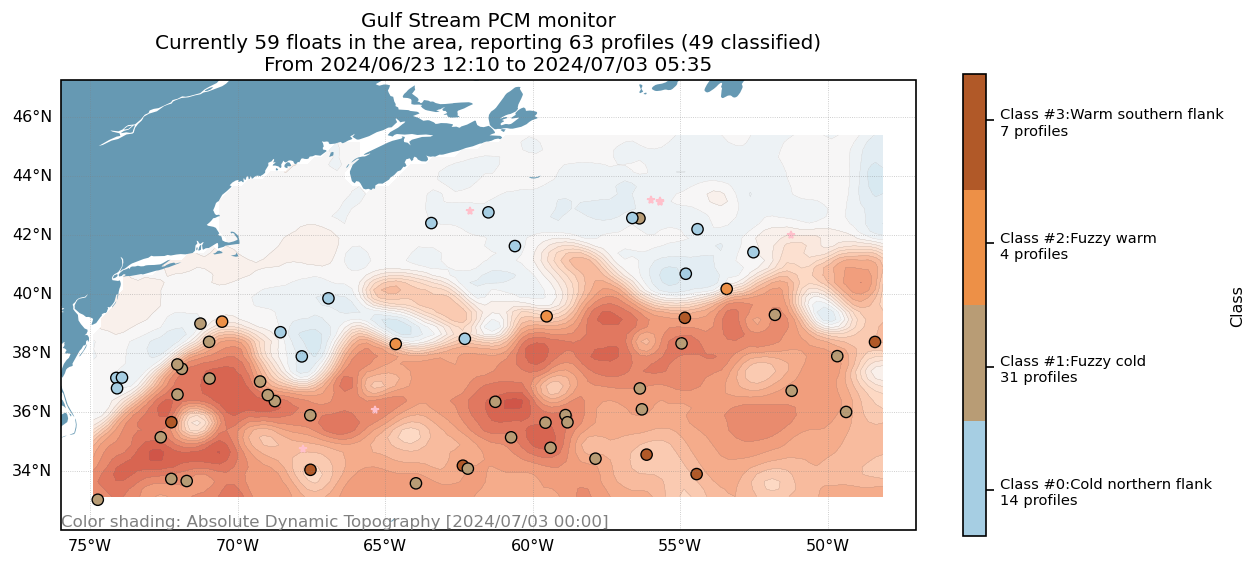 Gulf Stream PCM monitor
Currently 59 floats in the area, reporting 63 profiles (49 classified)
From 2024/06/23 12:10 to 2024/07/03 05:35
46°N
44°N
42°N
40°N
38°N
36°N
34°N
Color shading: Absolute Dynamic Topography [2024/07/03 00:00]
75°W
70°W
65°W
60°W
55°W
50°W
Class #3:Warm southern flank
7 profiles
Class #2:Fuzzy warm
4 profiles
Class #1:Fuzzy cold
31 profiles
Class #0:Cold northern flank
14 profiles
Class